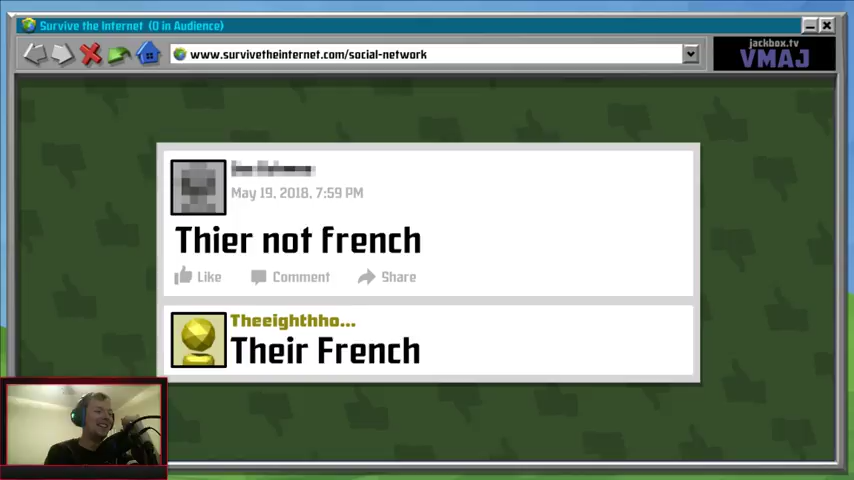 Survive the Internet (0 in Audience)
www.survivetheinternet.com/social-network
jackbox.tv
VMAJ
May 19, 2018, 7:59 PM
Thier not french
Like Comment Share
Theeighthho...
Their French